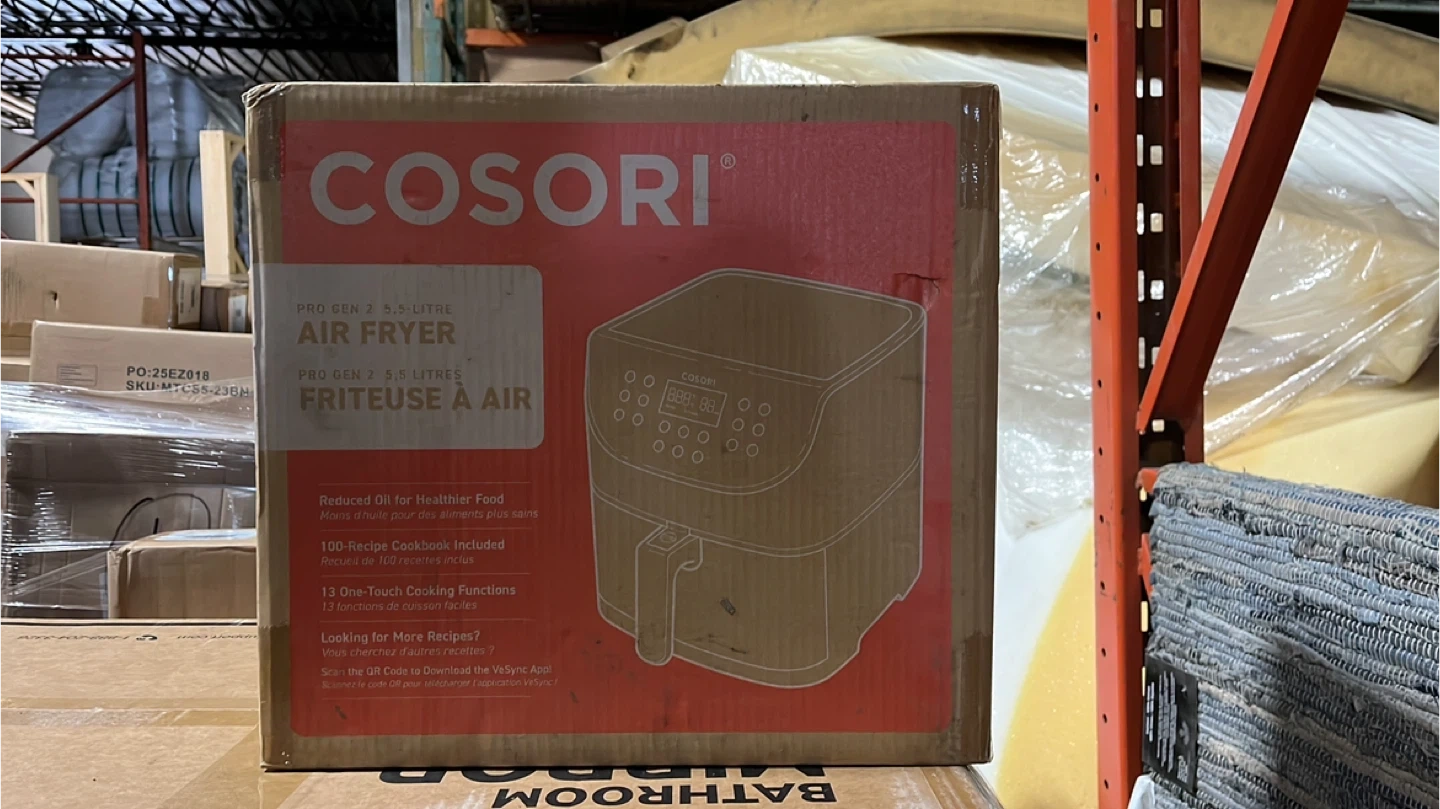 COSORI®
PRO GEN 2 5,5-LITRE
AIR FRYER
PRO GEN 2 5,5 LITRES
FRITEUSE À AIR
COSORI
Reduced Oil for Healthier Food
Moins d'huile pour des aliments plus sains
100-Recipe Cookbook Included
Recueil de 100 recettes inclus
13 One-Touch Cooking Functions
13 fonctions de cuisson faciles
Looking for More Recipes?
Vous cherchez d'autres recettes ?
Scan the QR Code to Download the VeSync App!
Scannez le code QR pour télécharger l'application VeSync !
PO:25EZ018
SKU:MTCS5-23BN
BATHROOM
MIRROR